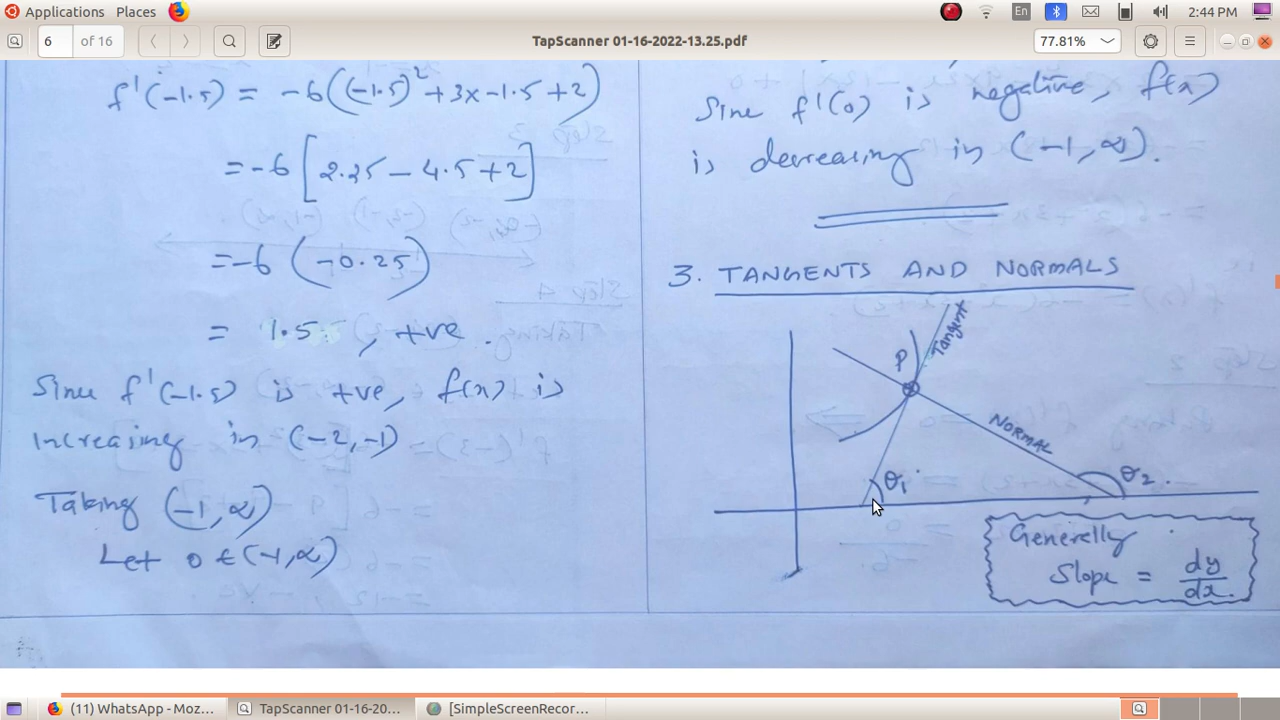 Applications Places
En
2:44 PM
6 of 16
TapScanner 01-16-2022-13.25.pdf
77.81%
f'(-1.5) = -6((-1.5)² + 3x-1.5+2)
= -6 [2.25 - 4.5+2]
= -6 (-0.25)
= 1.5, +ve.
Since f'(-1.5) is +ve, f(x) is
increasing in (-2,-1)
Taking (-1,∞)
Let 0 ∈ (-1,∞)
Sine f'(0) is negative, f(x)
is decreasing in (-1,∞).
3. TANGENTS AND NORMALS
P
Tangent
NORMAL
θ₁
θ₂.
Generally
Slope = dy/dx.
(11) WhatsApp - Moz...
TapScanner 01-16-20...
[SimpleScreenRecor...